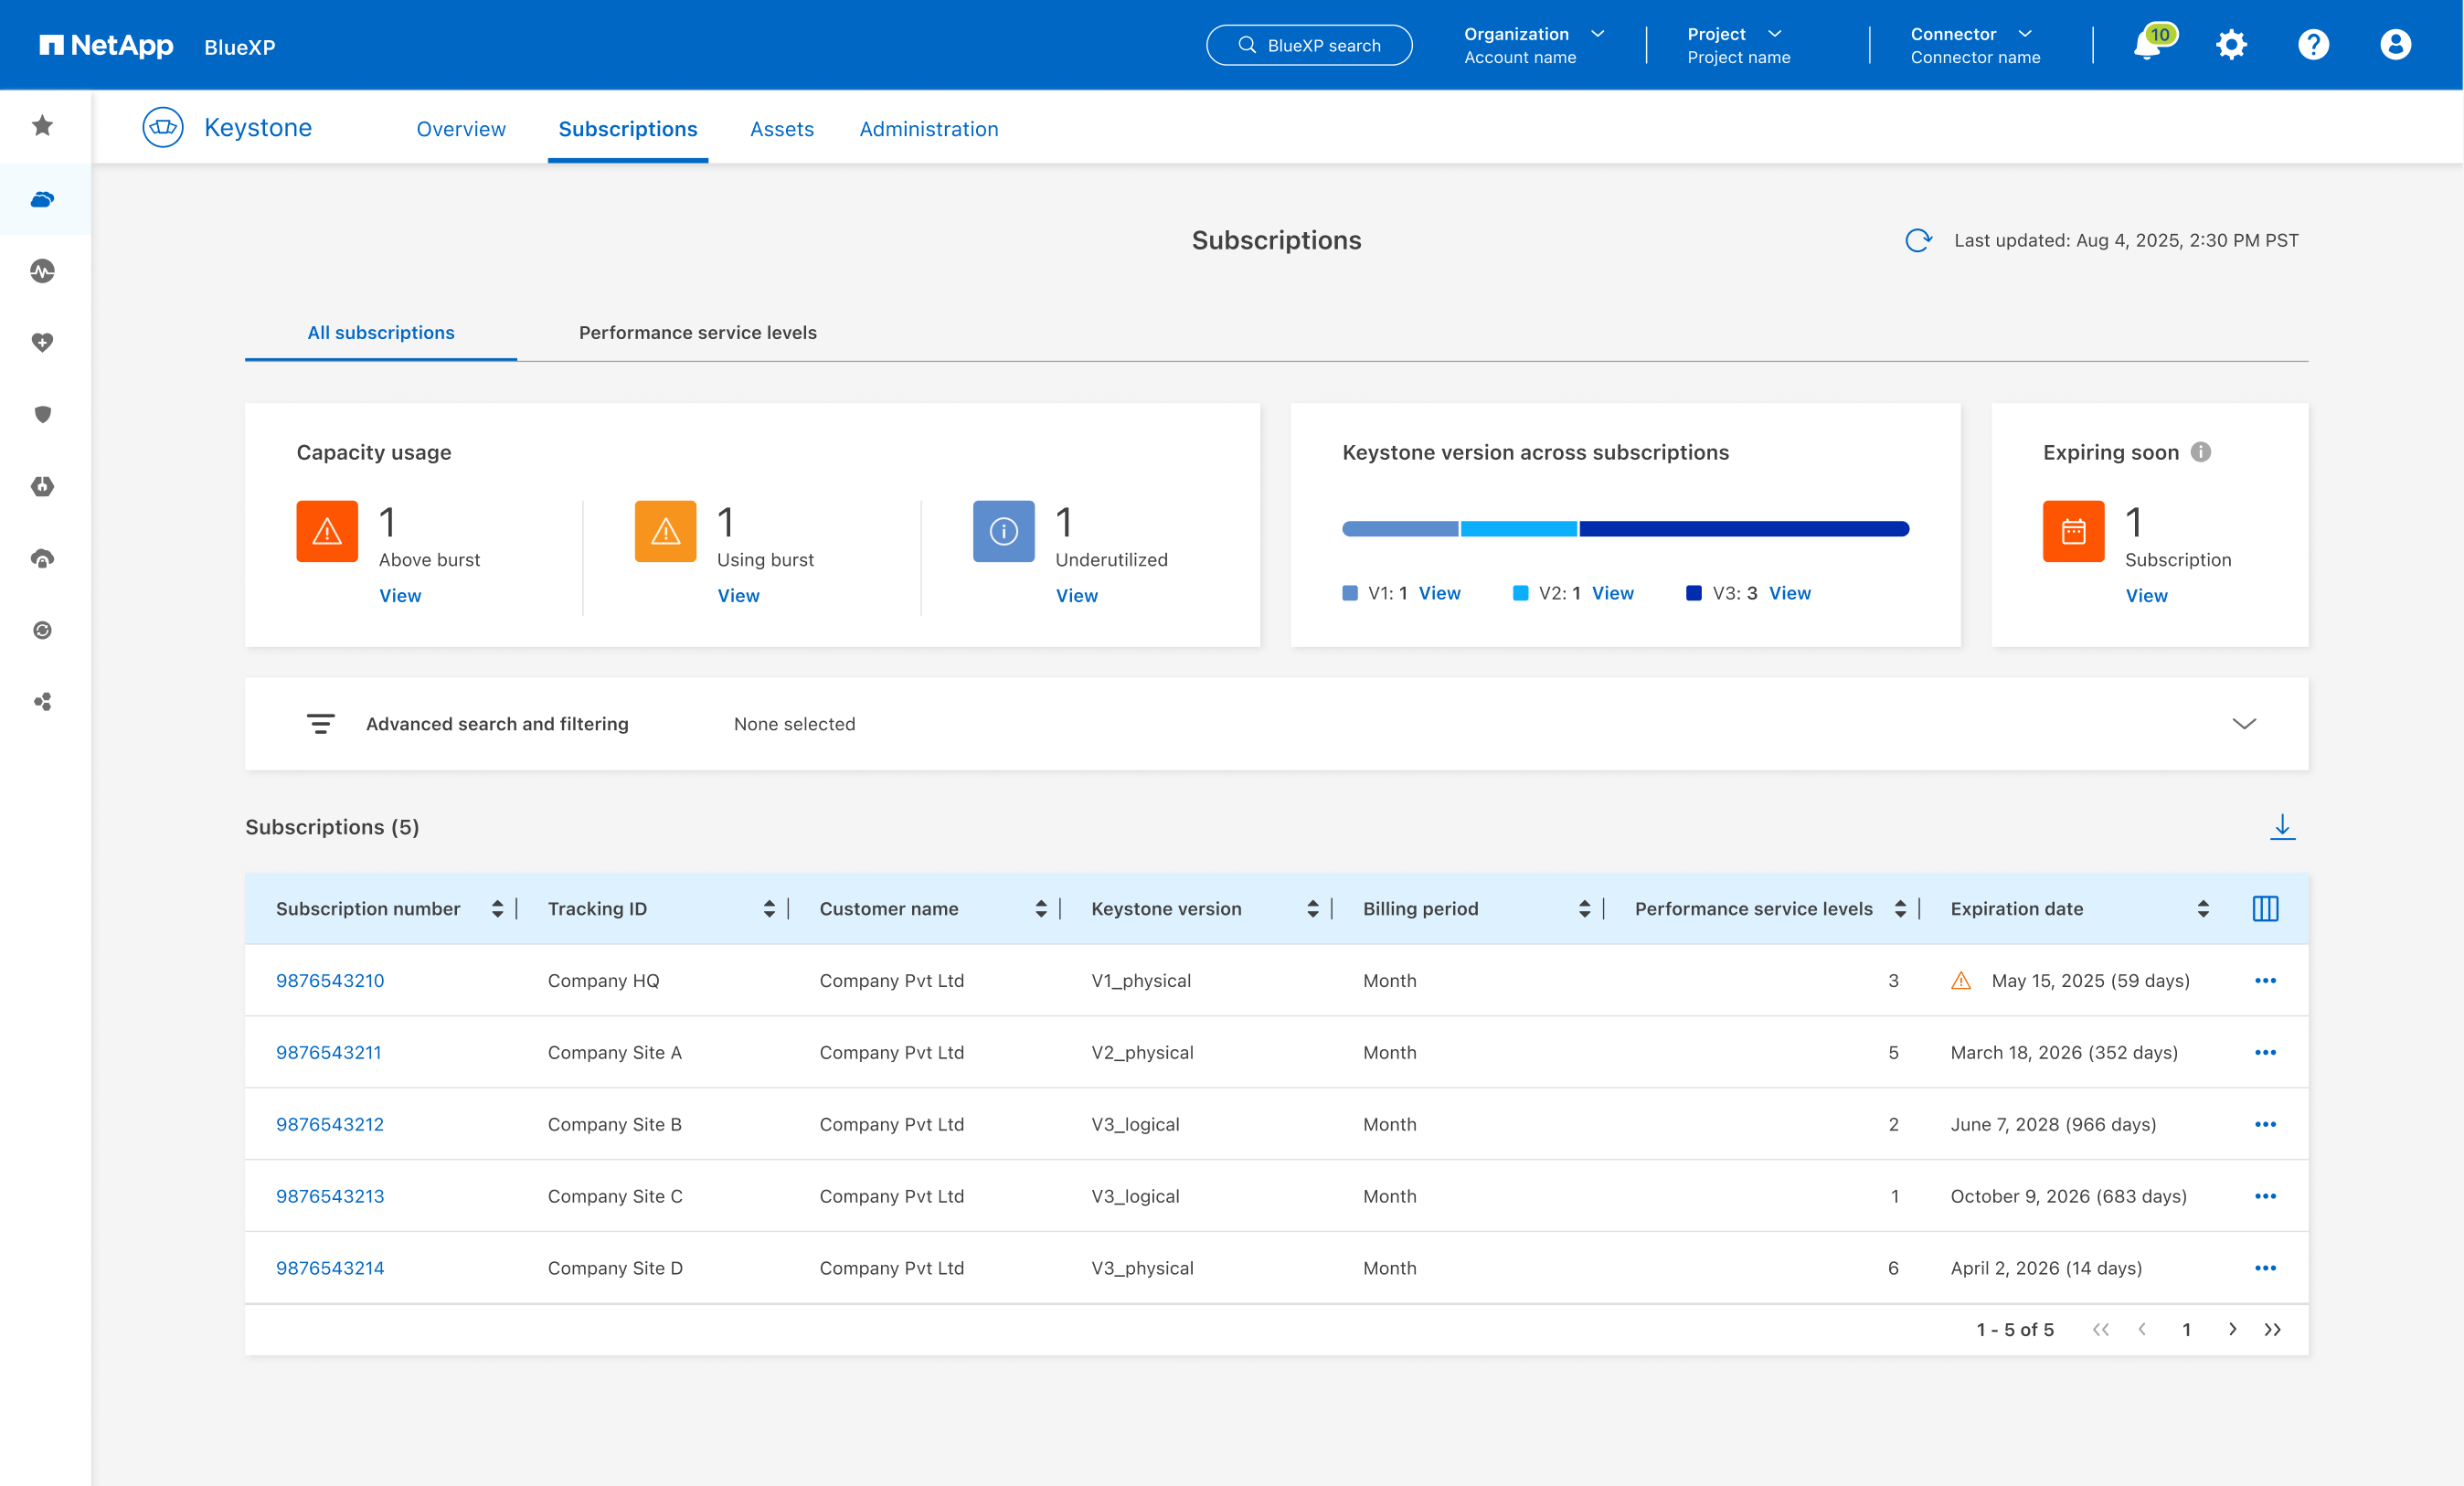 NetApp BlueXP BlueXP search Organization Project Connector 10
Account name Project name Connector name
Keystone Overview Subscriptions Assets Administration
Subscriptions Last updated: Aug 4, 2025, 2:30 PM PST
All subscriptions Performance service levels
Capacity usage
1 Above burst View
1 Using burst View
1 Underutilized View
Keystone version across subscriptions
V1: 1 View V2: 1 View V3: 3 View
Expiring soon
1 Subscription View
Advanced search and filtering None selected
Subscriptions (5)
Subscription number Tracking ID Customer name Keystone version Billing period Performance service levels Expiration date
9876543210 Company HQ Company Pvt Ltd V1_physical Month 3 May 15, 2025 (59 days)
9876543211 Company Site A Company Pvt Ltd V2_physical Month 5 March 18, 2026 (352 days)
9876543212 Company Site B Company Pvt Ltd V3_logical Month 2 June 7, 2028 (966 days)
9876543213 Company Site C Company Pvt Ltd V3_logical Month 1 October 9, 2026 (683 days)
9876543214 Company Site D Company Pvt Ltd V3_physical Month 6 April 2, 2026 (14 days)
1 - 5 of 5 1